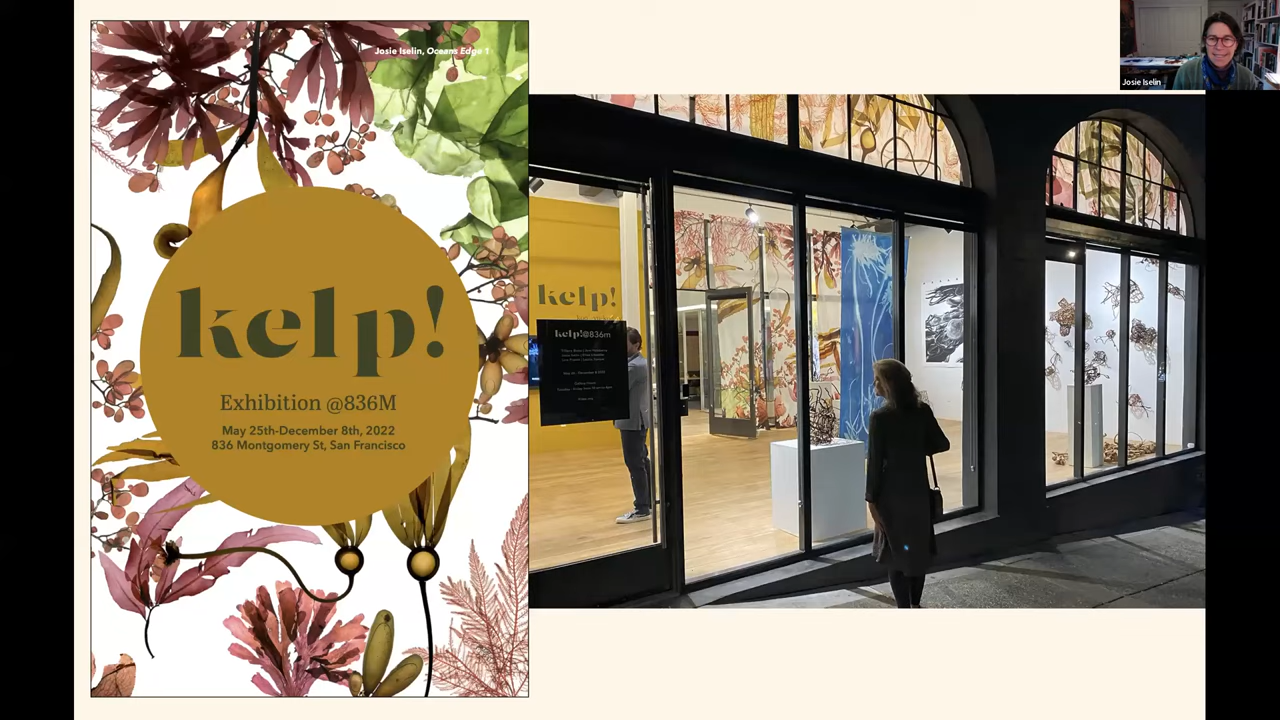 Josie Iselin, Oceans Edge 1
kelp!
Exhibition @836M
May 25th-December 8th, 2022
836 Montgomery St, San Francisco
kelp!
kelp!@836m
Josie Iselin